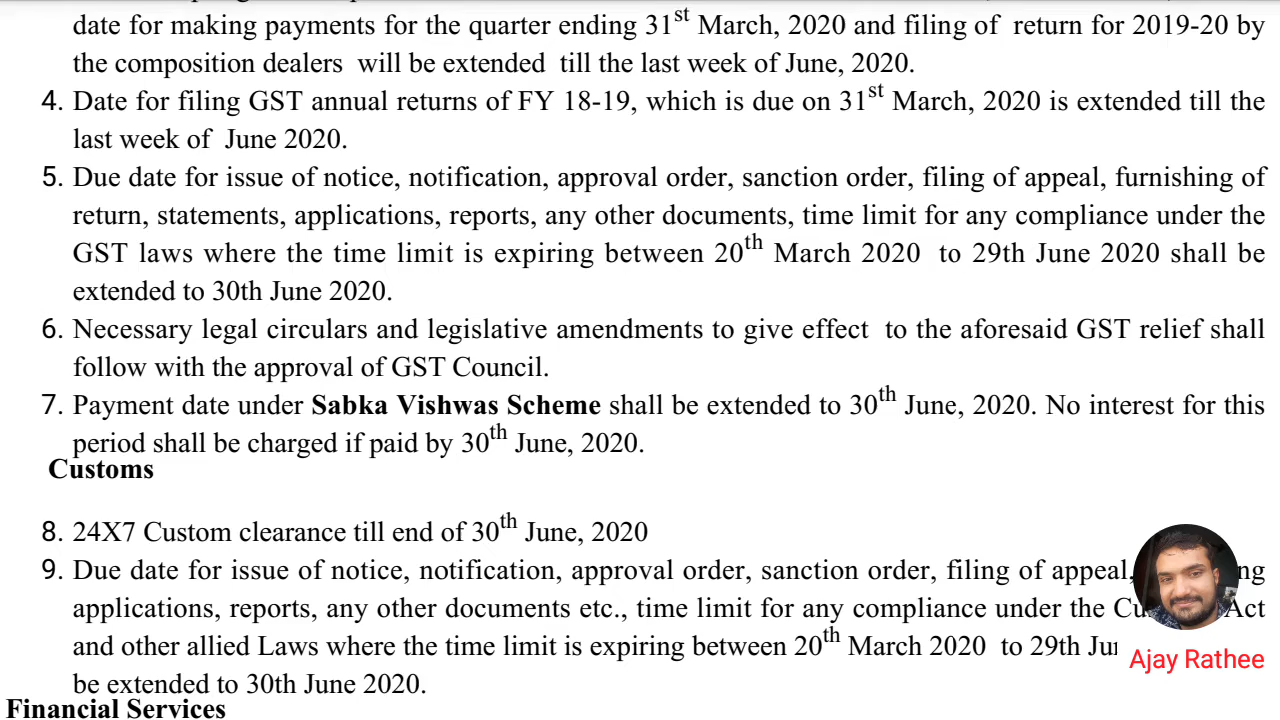 date for making payments for the quarter ending 31st March, 2020 and filing of return for 2019-20 by
the composition dealers will be extended till the last week of June, 2020.
4. Date for filing GST annual returns of FY 18-19, which is due on 31st March, 2020 is extended till the
last week of June 2020.
5. Due date for issue of notice, notification, approval order, sanction order, filing of appeal, furnishing of
return, statements, applications, reports, any other documents, time limit for any compliance under the
GST laws where the time limit is expiring between 20th March 2020 to 29th June 2020 shall be
extended to 30th June 2020.
6. Necessary legal circulars and legislative amendments to give effect to the aforesaid GST relief shall
follow with the approval of GST Council.
7. Payment date under Sabka Vishwas Scheme shall be extended to 30th June, 2020. No interest for this
period shall be charged if paid by 30th June, 2020.
Customs
8. 24X7 Custom clearance till end of 30th June, 2020
9. Due date for issue of notice, notification, approval order, sanction order, filing of appeal,
applications, reports, any other documents etc., time limit for any compliance under the Act
and other allied Laws where the time limit is expiring between 20th March 2020 to 29th
be extended to 30th June 2020.
Ajay Rathee
Financial Services